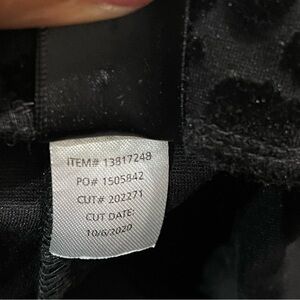 ITEM# 13817248
PO# 1505842
CUT# 202271
CUT DATE:
10/6/2020